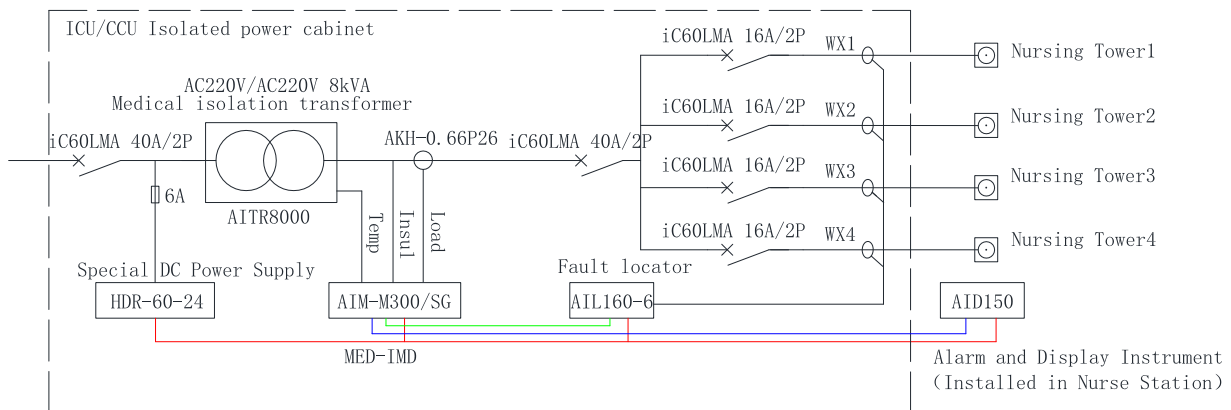 ICU/CCU Isolated power cabinet
iC60LMA 16A/2P
WX1
Nursing Tower1
AC220V/AC220V 8kVA
Medical isolation transformer
iC60LMA 40A/2P
AKH-0.66P26
iC60LMA 40A/2P
iC60LMA 16A/2P
WX2
Nursing Tower2
iC60LMA 16A/2P
WX3
Nursing Tower3
6A
AITR8000
Temp
Insul
Load
iC60LMA 16A/2P
WX4
Nursing Tower4
Special DC Power Supply
Fault locator
HDR-60-24
AIM-M300/SG
AIL160-6
AID150
MED-IMD
Alarm and Display Instrument
(Installed in Nurse Station)